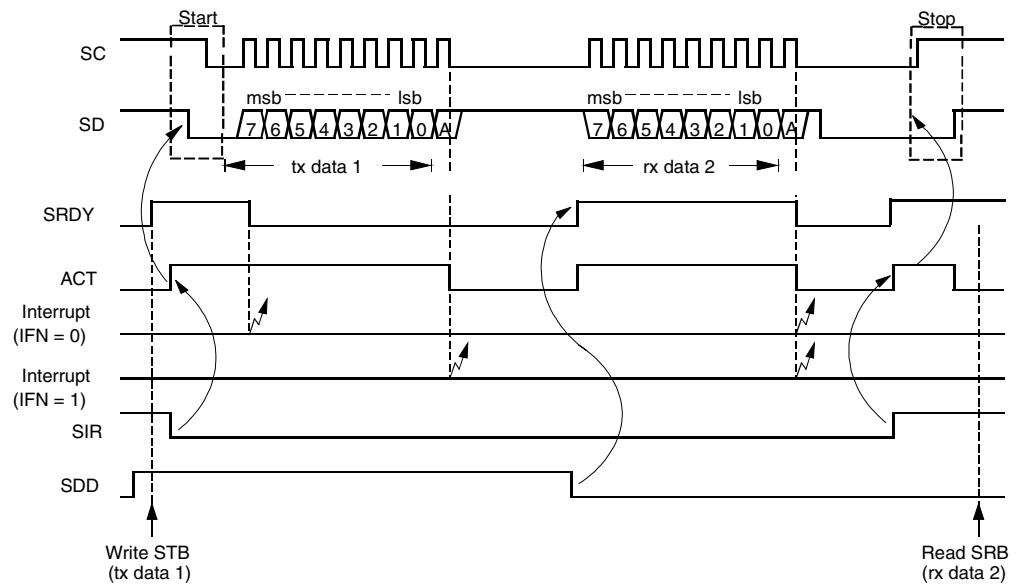 Start
Stop
SC
msb
lsb
msb
lsb
SD
7 6 5 4 3 2 1 0 A
7 6 5 4 3 2 1 0 A
tx data 1
rx data 2
SRDY
ACT
Interrupt
(IFN = 0)
Interrupt
(IFN = 1)
SIR
SDD
Write STB
(tx data 1)
Read SRB
(rx data 2)